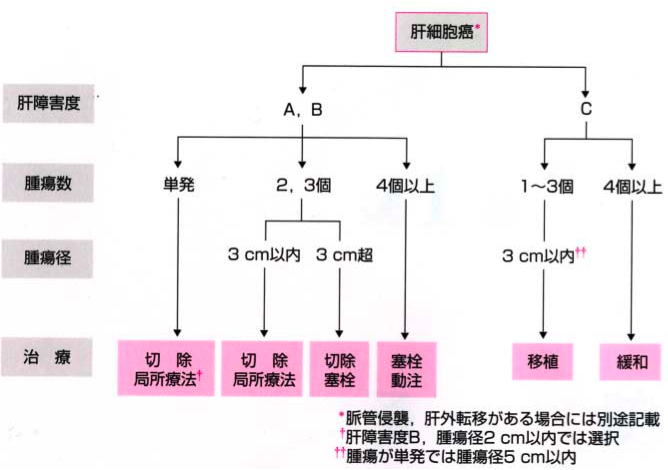 肝細胞癌*
肝障害度
A, B
C
腫瘍数
単発
2, 3個
4個以上
1～3個
4個以上
腫瘍径
3 cm以内
3 cm超
3 cm以内††
治 療
切 除
局所療法†
切 除
局所療法
切除
塞栓
塞栓
動注
移植
緩和
*脈管侵襲，肝外転移がある場合には別途記載
†肝障害度B，腫瘍径2 cm以内では選択
††腫瘍が単発では腫瘍径5 cm以内